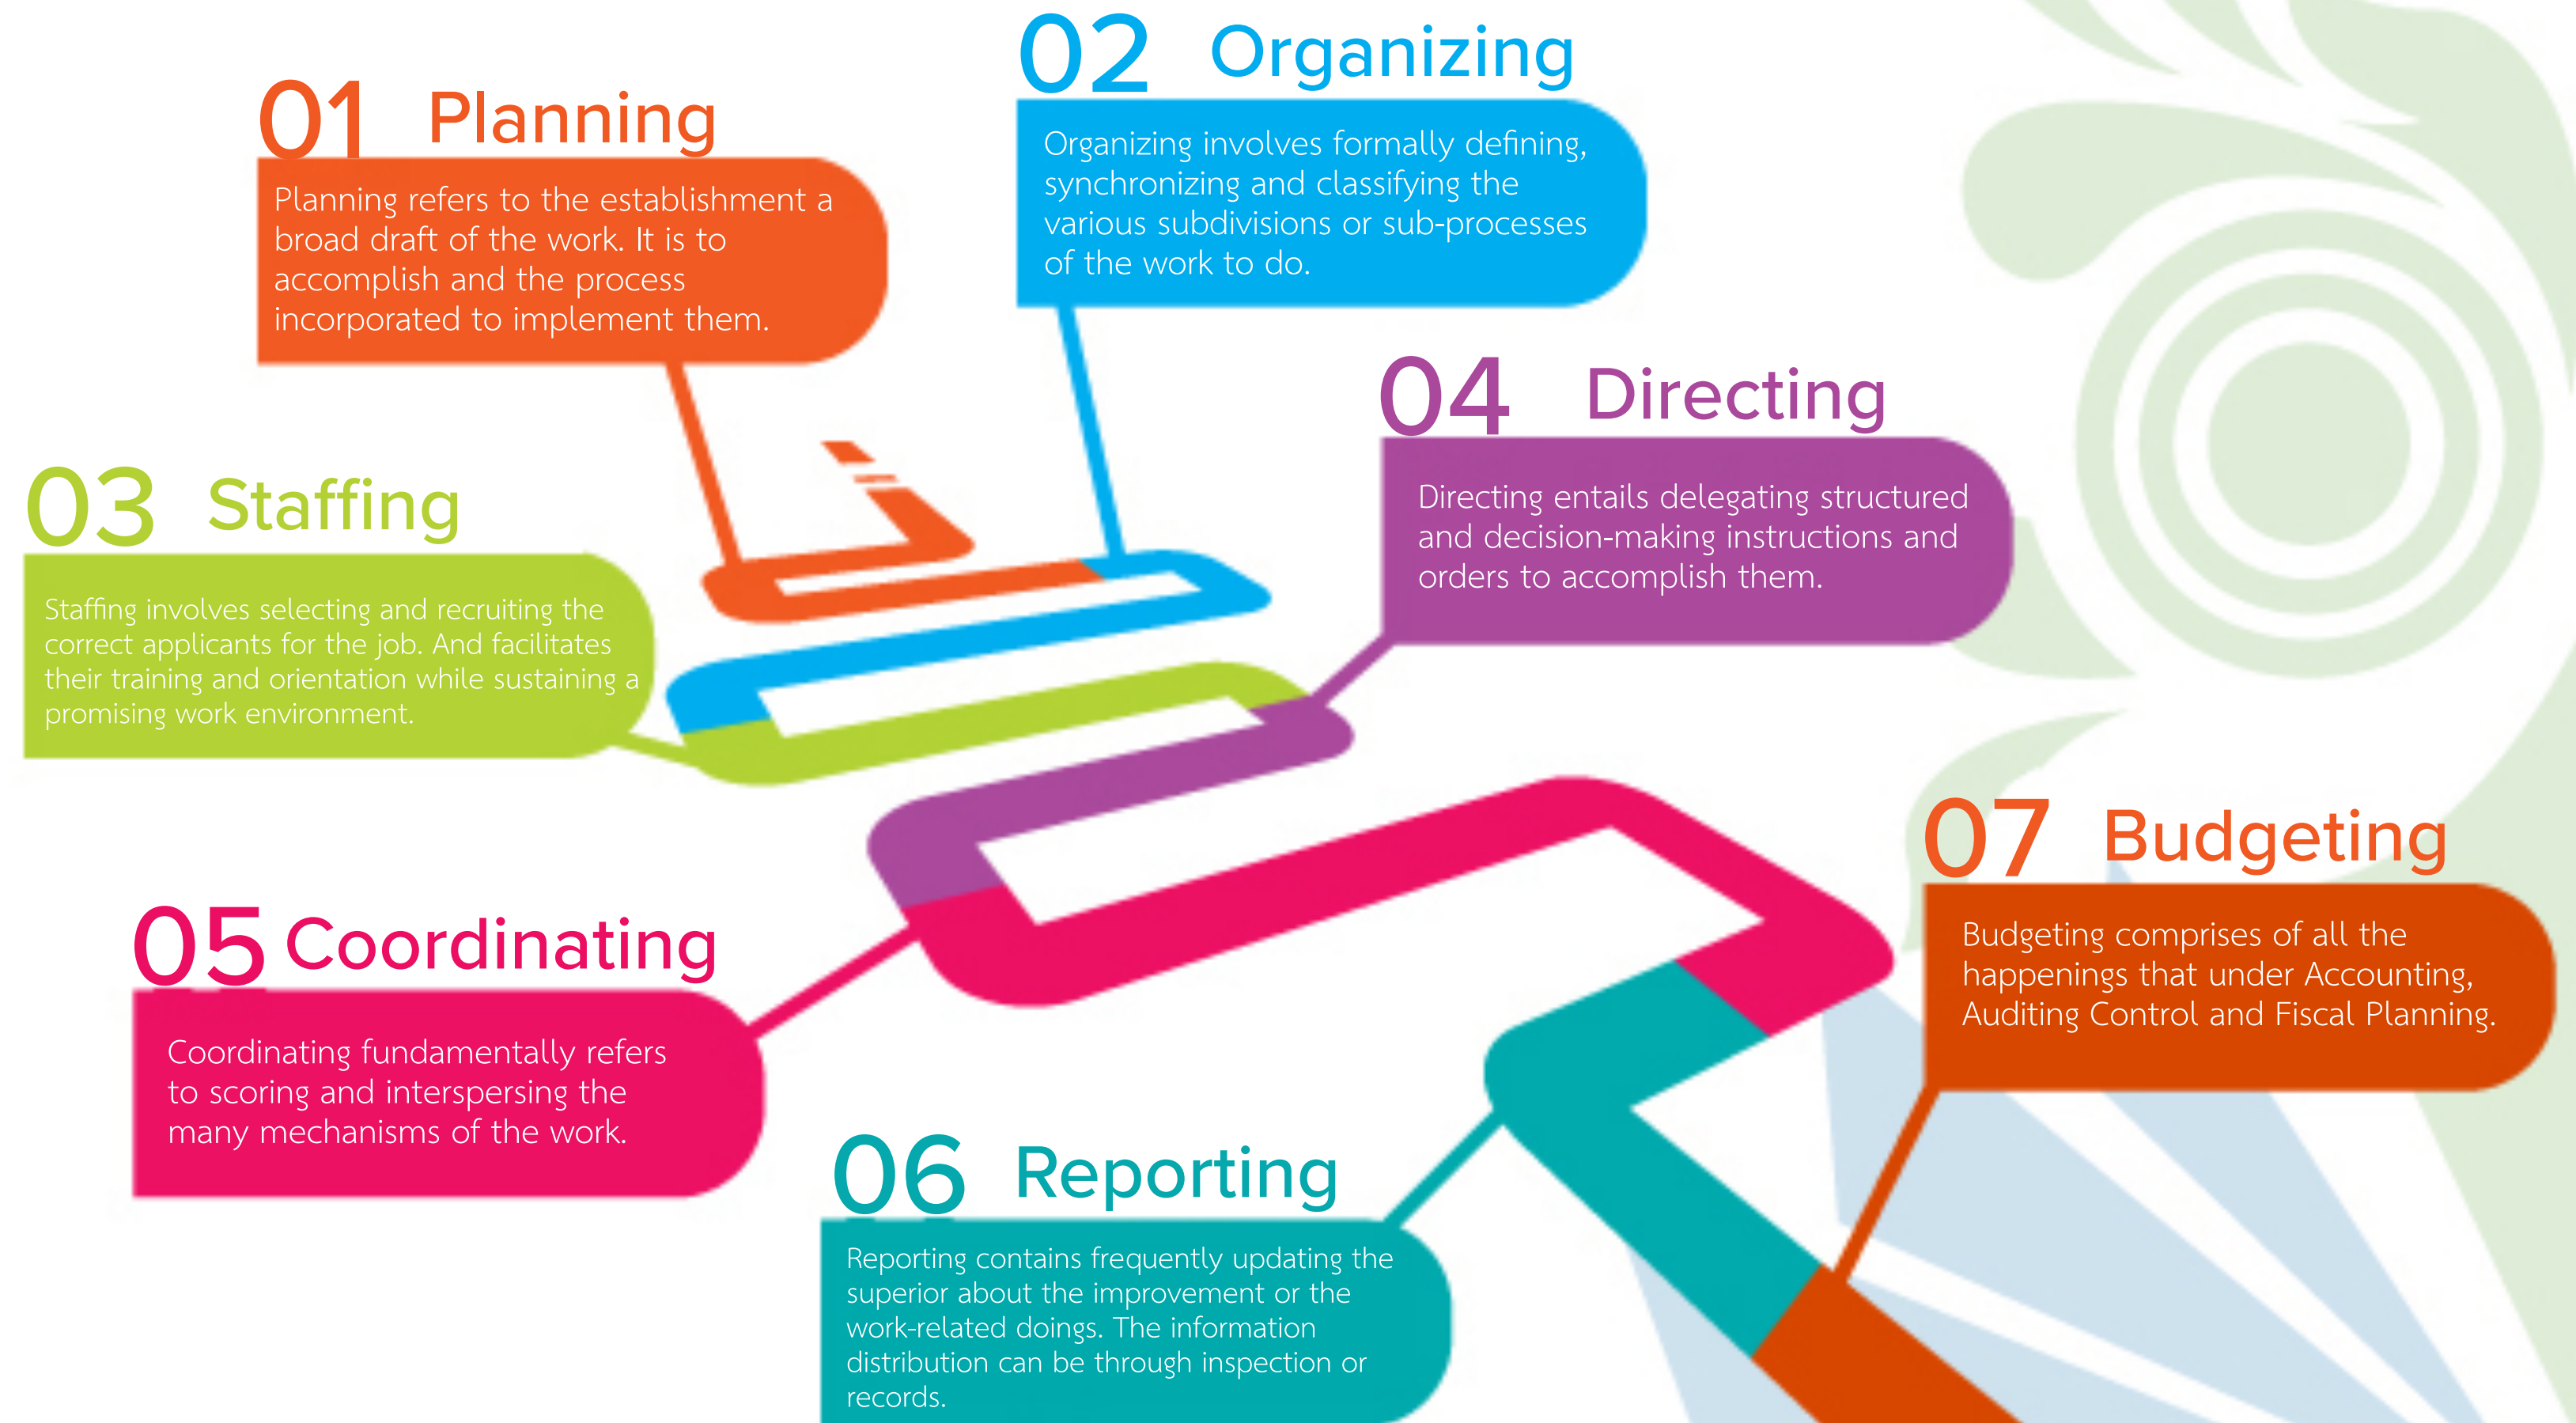 01 Planning
Planning refers to the establishment a
broad draft of the work. It is to
accomplish and the process
incorporated to implement them.
02 Organizing
Organizing involves formally defining,
synchronizing and classifying the
various subdivisions or sub-processes
of the work to do.
03 Staffing
Staffing involves selecting and recruiting the
correct applicants for the job. And facilitates
their training and orientation while sustaining a
promising work environment.
04 Directing
Directing entails delegating structured
and decision-making instructions and
orders to accomplish them.
05 Coordinating
Coordinating fundamentally refers
to scoring and interspersing the
many mechanisms of the work.
06 Reporting
Reporting contains frequently updating the
superior about the improvement or the
work-related doings. The information
distribution can be through inspection or
records.
07 Budgeting
Budgeting comprises of all the
happenings that under Accounting,
Auditing Control and Fiscal Planning.